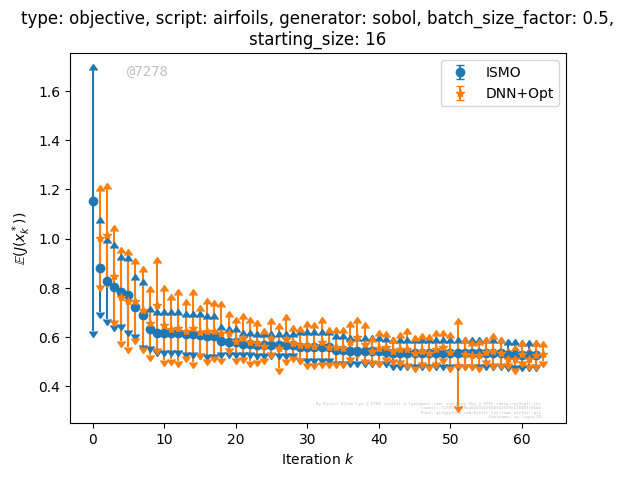 type: objective, script: airfoils, generator: sobol, batch_size_factor: 0.5,
starting_size: 16
@7278
ISMO
DNN+Opt
1.6
1.4
1.2
1.0
0.8
0.6
0.4
𝔼(J(x*ₖ))
0 10 20 30 40 50 60
Iteration k